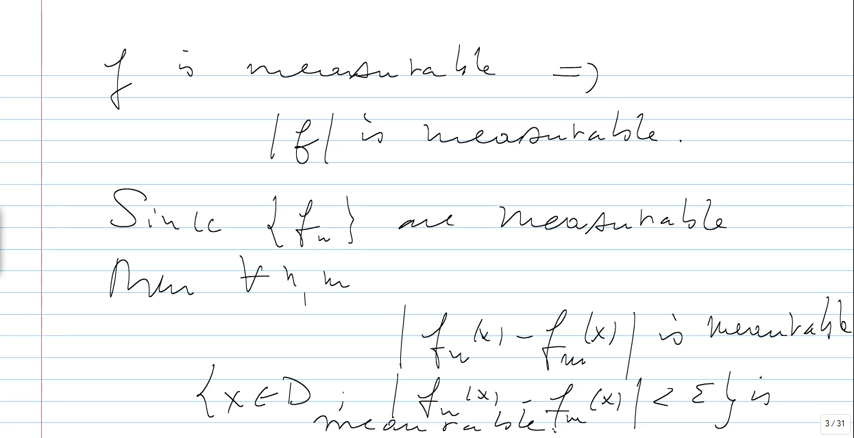 f is measurable =>
|f| is measurable.
Since {fn} are measurable
then ∀ n, m
| fn(x) - fm(x) | is measurable
{x ∈ D ; | fn(x) - fm(x) | < ε } is
measurable.
3 / 31